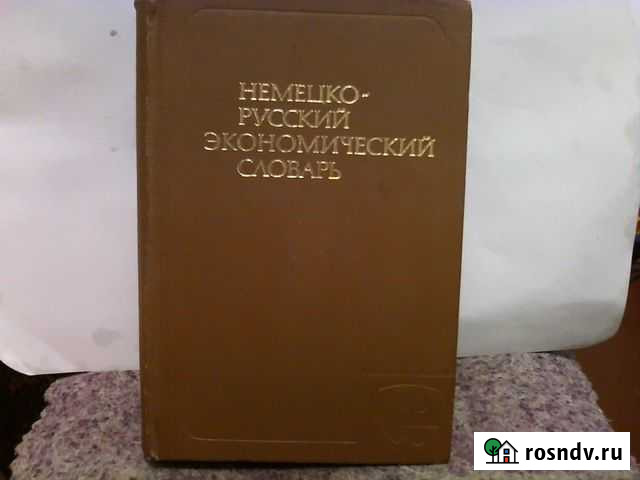 НЕМЕЦКО-
РУССКИЙ
ЭКОНОМИЧЕСКИЙ
СЛОВАРЬ
rosndv.ru